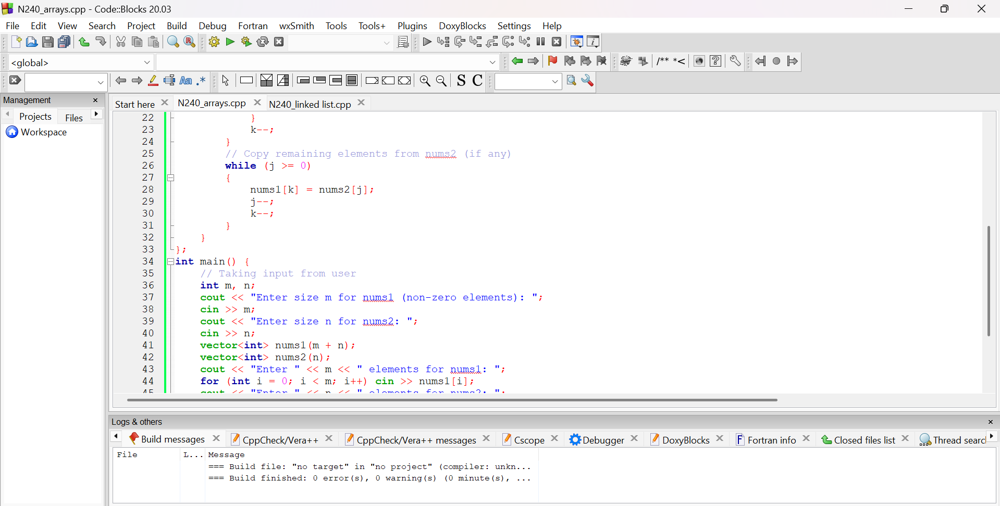 N240_arrays.cpp - Code::Blocks 20.03
File Edit View Search Project Build Debug Fortran wxSmith Tools Tools+ Plugins DoxyBlocks Settings Help
<global>
/** *<
Aa .* S C
Management
Projects Files
Workspace
Start here N240_arrays.cpp N240_linked list.cpp
22 }
23 k--;
24 }
25 // Copy remaining elements from nums2 (if any)
26 while (j >= 0)
27 {
28 nums1[k] = nums2[j];
29 j--;
30 k--;
31 }
32 }
33 };
34 int main() {
35 // Taking input from user
36 int m, n;
37 cout << "Enter size m for nums1 (non-zero elements): ";
38 cin >> m;
39 cout << "Enter size n for nums2: ";
40 cin >> n;
41 vector<int> nums1(m + n);
42 vector<int> nums2(n);
43 cout << "Enter " << m << " elements for nums1: ";
44 for (int i = 0; i < m; i++) cin >> nums1[i];
45 cout << "Enter " << n << " elements for nums2: ";
Logs & others
Build messages CppCheck/Vera++ CppCheck/Vera++ messages Cscope Debugger DoxyBlocks Fortran info Closed files list Thread searc
File L... Message
=== Build file: "no target" in "no project" (compiler: unkn...
=== Build finished: 0 error(s), 0 warning(s) (0 minute(s), ...